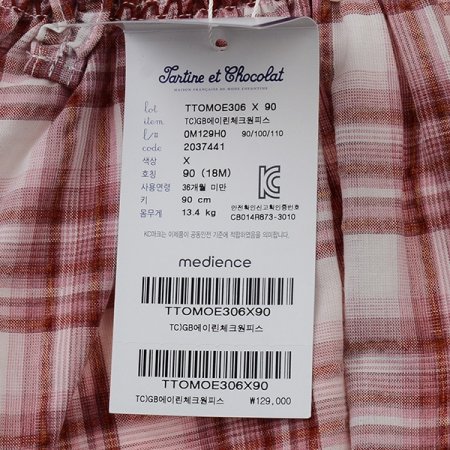 Tartine et Chocolat
MAISON FRANÇAISE DE MODE ENFANTINE
lot TTOMOE306 X 90
item TC)GB에이린체크원피스
l/# 0M129H0 90/100/110
code 2037441
색상 X
호칭 90 (18M)
사용연령 36개월 미만
키 90 cm
몸무게 13.4 kg
안전확인신고확인증번호
CB014R873-3010
KC마크는 이제품이 공통안전 기준에 적합하였음을 의미합니다.
medience
TTOMOE306X90
TC)GB에이린체크원피스
TTOMOE306X90
TC)GB에이린체크원피스 ₩129,000